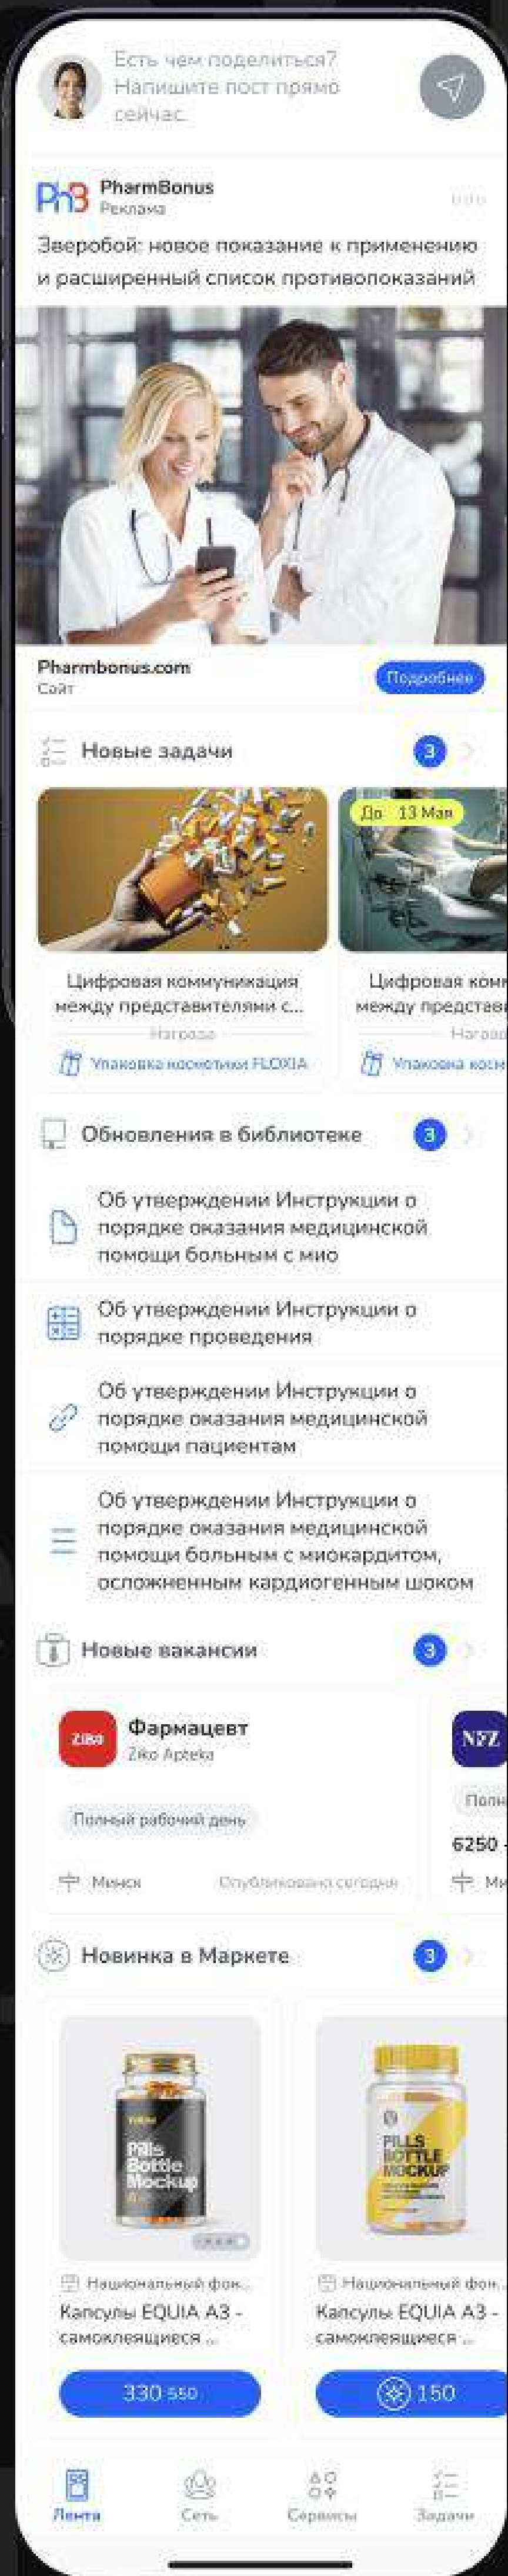 Есть чем поделиться?
Напишите пост прямо
сейчас.
PhB PharmBonus
Реклама
Зверобой: новое показание к применению
и расширенный список противопоказаний
Pharmbonus.com
Сайт
Подробнее
Новые задачи
3
До 13 Мая
Цифровая коммуникация
между представителями с...
Награда
Упаковка косметики FLOXIA
Цифровая ком
между представ
Наград
Упаковка косм
Обновления в библиотеке
3
Об утверждении Инструкции о
порядке оказания медицинской
помощи больным с мио
Об утверждении Инструкции о
порядке проведения
Об утверждении Инструкции о
порядке оказания медицинской
помощи пациентам
Об утверждении Инструкции о
порядке оказания медицинской
помощи больным с миокардитом,
осложненным кардиогенным шоком
Новые вакансии
3
Ziko
Фармацевт
Ziko Apteka
Полный рабочий день
Минск
Опубликовано сегодня
NFZ
Полн
6250 -
Ми
Новинка в Маркете
3
Pills
Bottle
Mockup
Национальный фон...
Капсулы EQUIA A3 -
самоклеящиеся ...
330 550
PILLS
BOTTLE
MOCKUP
Национальный фон...
Капсулы EQUIA A3 -
самоклеящиеся ...
150
Лента
Сеть
Сервисы
Задачи